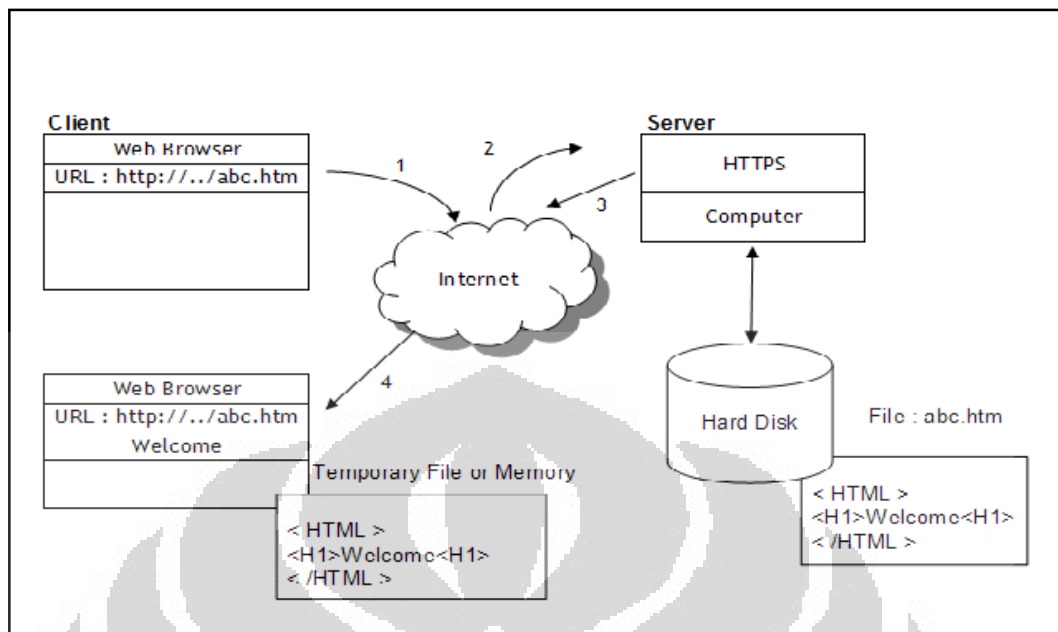 Client
Web Browser
URL : http://../abc.htm
1
Internet
2
3
Server
HTTPS
Computer
Hard Disk
File : abc.htm
< HTML >
<H1>Welcome<H1>
< /HTML >
4
Web Browser
URL : http://../abc.htm
Welcome
Temporary File or Memory
< HTML >
<H1>Welcome<H1>
< /HTML >